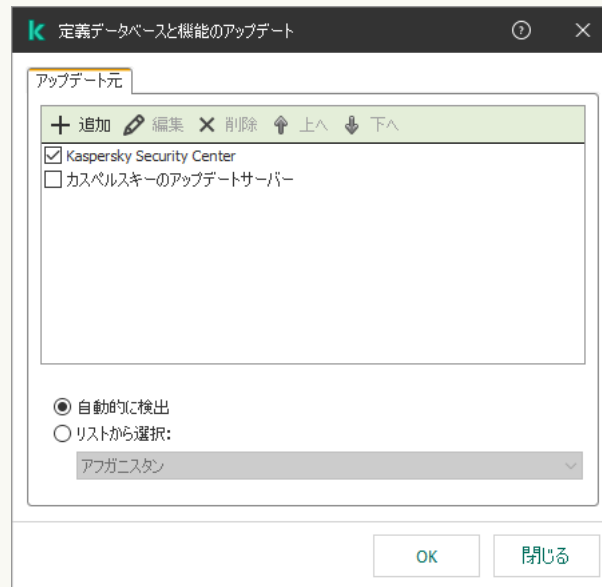 定義データベースと機能のアップデート
アップデート元
追加 編集 削除 上へ 下へ
Kaspersky Security Center
カスペルスキーのアップデートサーバー
自動的に検出
リストから選択:
アフガニスタン
OK 閉じる